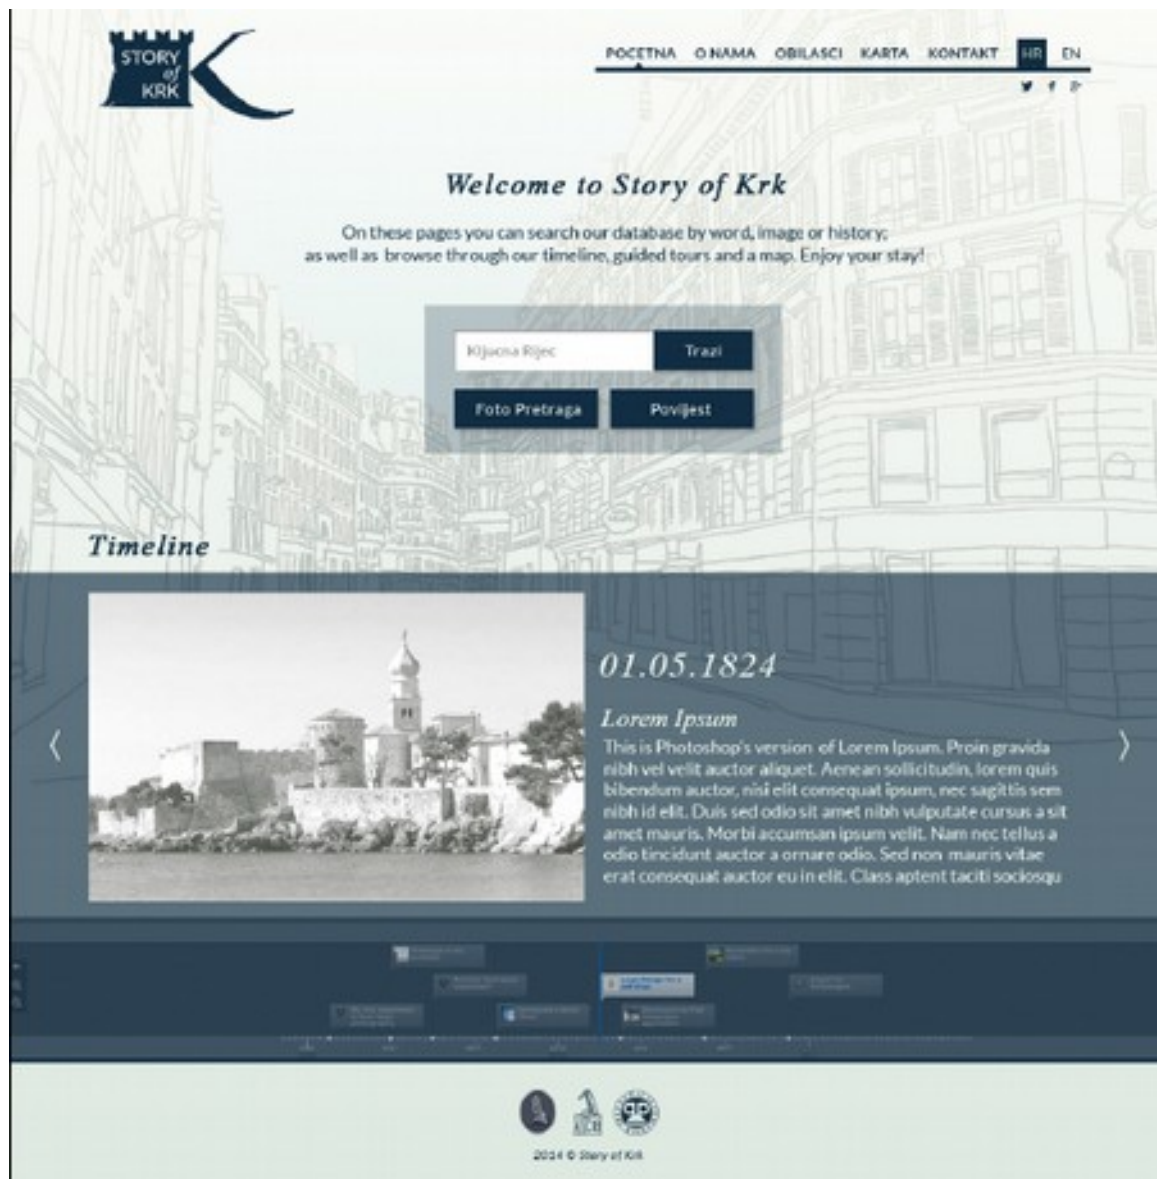 STORY
of
KRK
POCETNA O NAMA OBILASCI KARTA KONTAKT HR EN
Welcome to Story of Krk
On these pages you can search our database by word, image or history;
as well as browse through our timeline, guided tours and a map. Enjoy your stay!
Kljucna Rijec Trazi
Foto Pretraga Povijest
Timeline
01.05.1824
Lorem Ipsum
This is Photoshop's version of Lorem Ipsum. Proin gravida
nibh vel velit auctor aliquet. Aenean sollicitudin, lorem quis
bibendum auctor, nisi elit consequat ipsum, nec sagittis sem
nibh id elit. Duis sed odio sit amet nibh vulputate cursus a sit
amet mauris. Morbi accumsan ipsum velit. Nam nec tellus a
odio tincidunt auctor a ornare odio. Sed non mauris vitae
erat consequat auctor eu in elit. Class aptent taciti sociosqu
2014 © Story of Krk